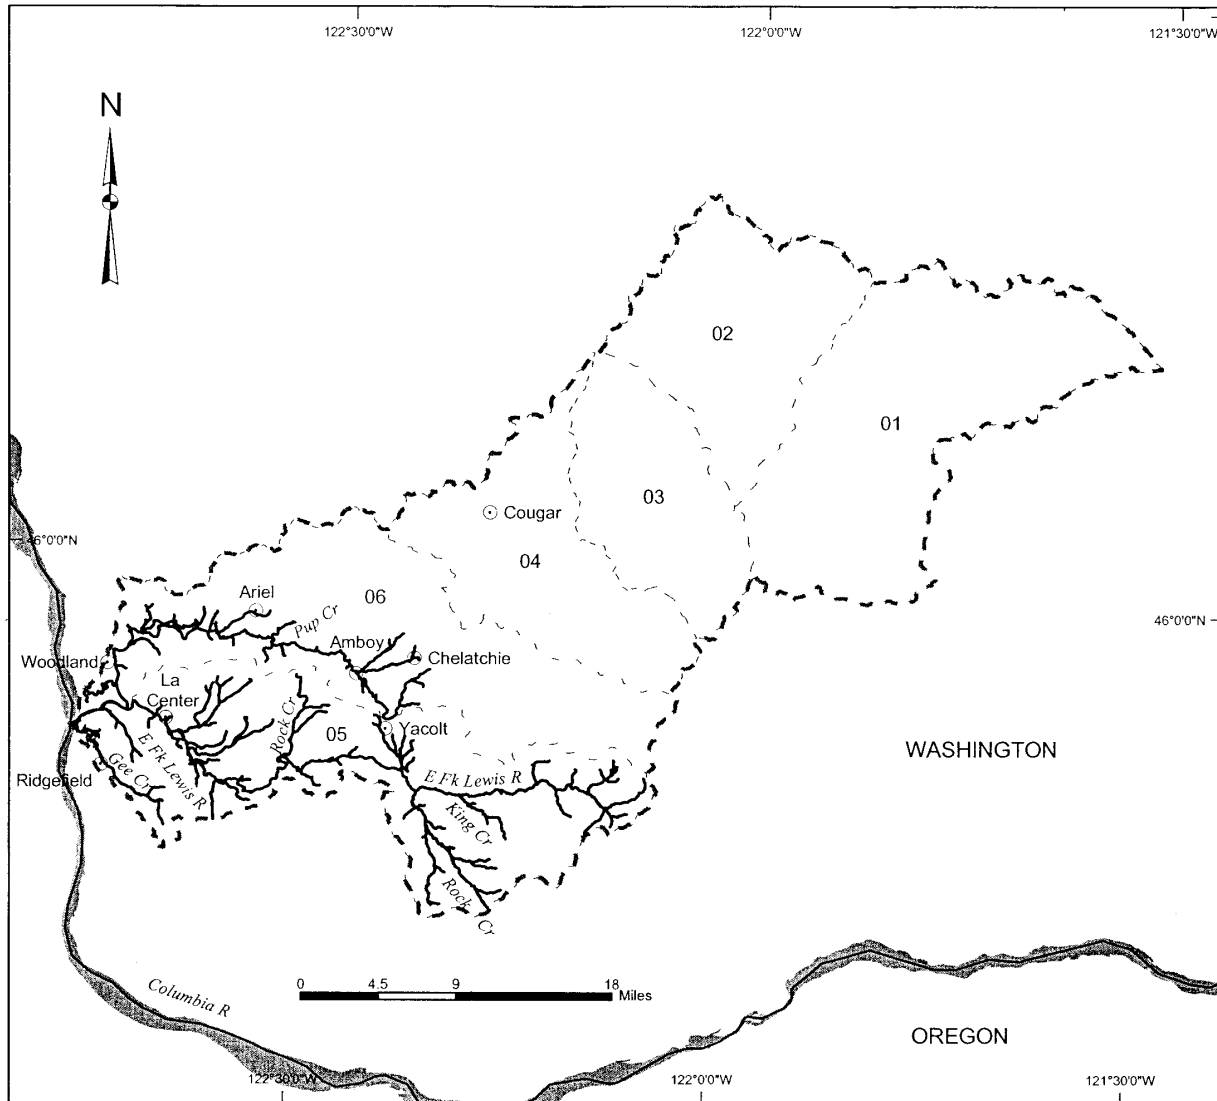 122°30'0"W
122°0'0"W
121°30'0"W
N
02
01
03
Cougar
46°0'0"N
04
Ariel
06
Pup Cr
46°0'0"N
Amboy
Woodland
Chelatchie
La
Center
Rock Cr
05
Yacolt
E Fk Lewis R
WASHINGTON
Gee Cr
Ridgefield
E Fk Lewis R
King Cr
Rock Cr
0 4.5 9 18
Miles
Columbia R
OREGON
122°30'0"W
122°0'0"W
121°30'0"W